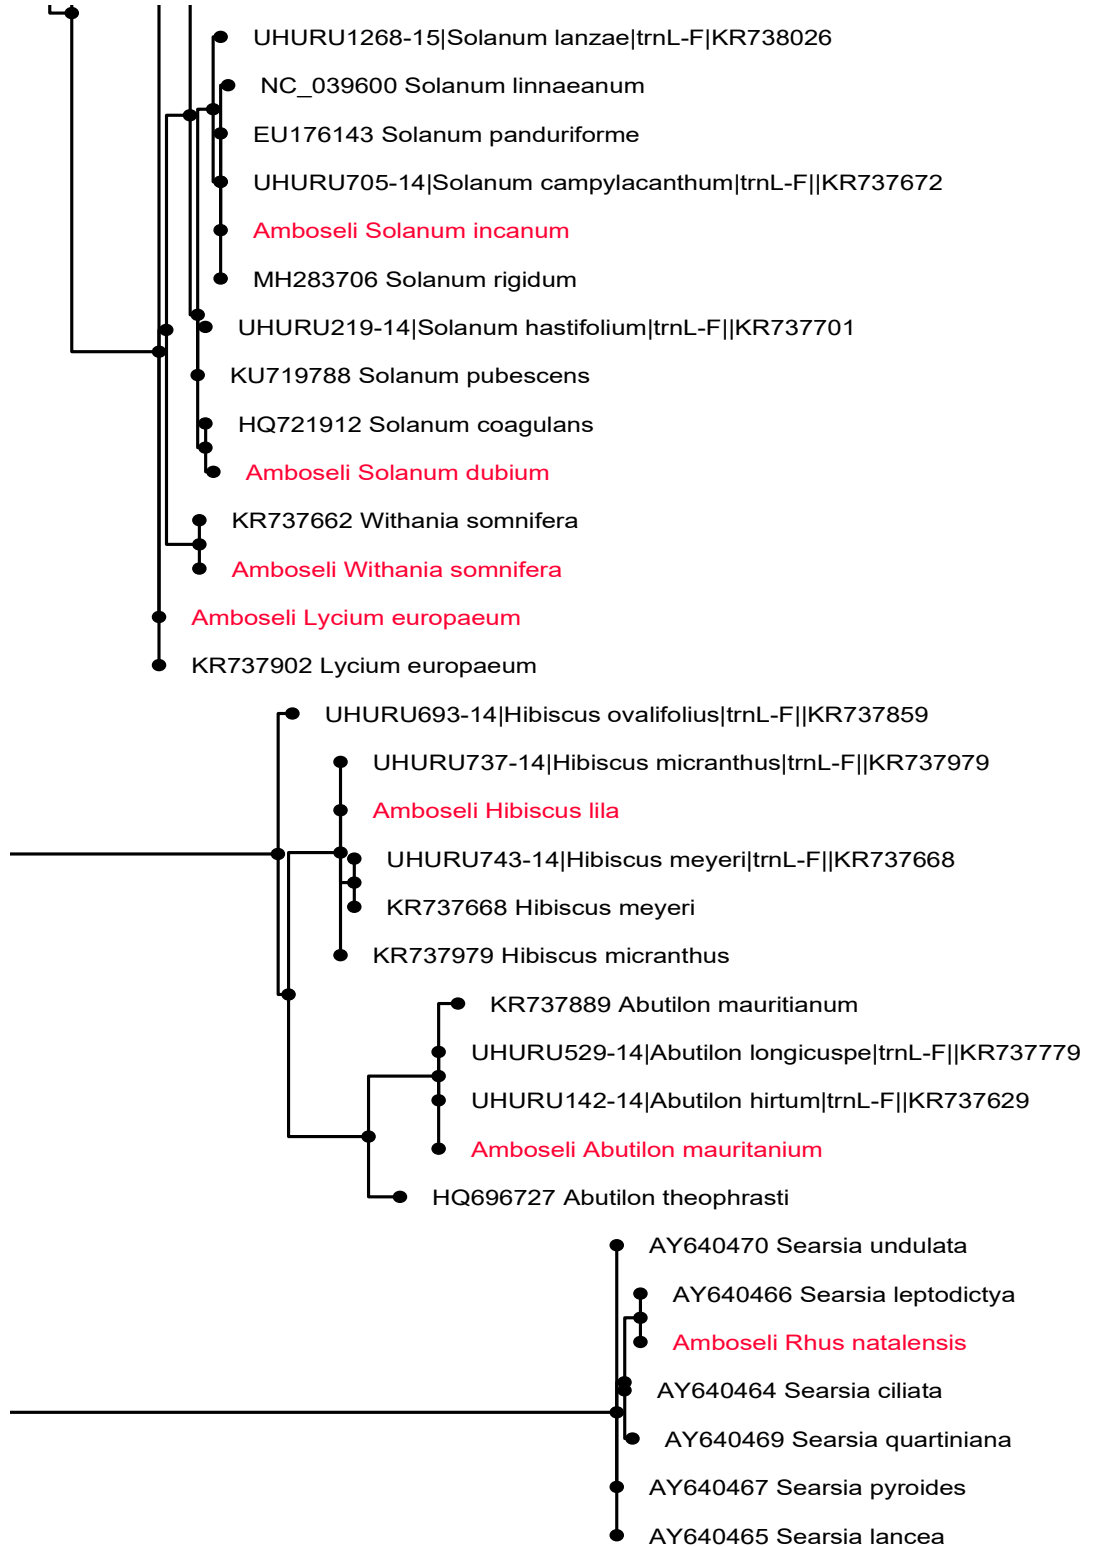 UHURU1268-15|Solanum lanzae|trnL-F|KR738026
NC_039600 Solanum linnaeanum
EU176143 Solanum panduriforme
UHURU705-14|Solanum campylacanthum|trnL-F||KR737672
Amboseli Solanum incanum
MH283706 Solanum rigidum
UHURU219-14|Solanum hastifolium|trnL-F||KR737701
KU719788 Solanum pubescens
HQ721912 Solanum coagulans
Amboseli Solanum dubium
KR737662 Withania somnifera
Amboseli Withania somnifera
Amboseli Lycium europaeum
KR737902 Lycium europaeum
UHURU693-14|Hibiscus ovalifolius|trnL-F||KR737859
UHURU737-14|Hibiscus micranthus|trnL-F||KR737979
Amboseli Hibiscus lila
UHURU743-14|Hibiscus meyeri|trnL-F||KR737668
KR737668 Hibiscus meyeri
KR737979 Hibiscus micranthus
KR737889 Abutilon mauritianum
UHURU529-14|Abutilon longicuspe|trnL-F||KR737779
UHURU142-14|Abutilon hirtum|trnL-F||KR737629
Amboseli Abutilon mauritanium
HQ696727 Abutilon theophrasti
AY640470 Searsia undulata
AY640466 Searsia leptodictya
Amboseli Rhus natalensis
AY640464 Searsia ciliata
AY640469 Searsia quartiniana
AY640467 Searsia pyroides
AY640465 Searsia lancea